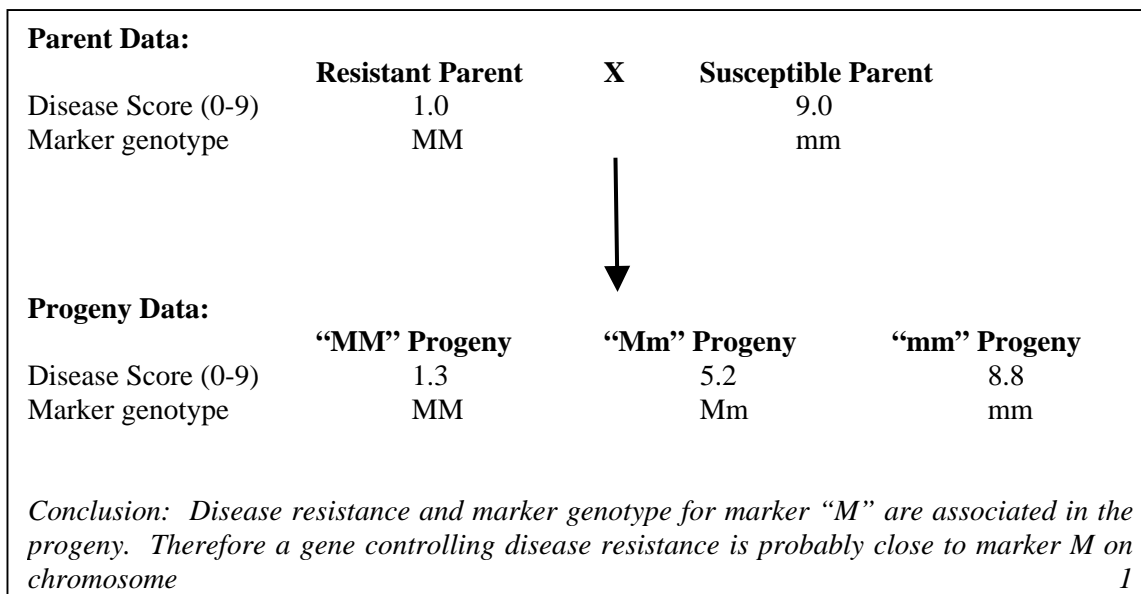 Parent Data:
Resistant Parent X Susceptible Parent
Disease Score (0-9) 1.0 9.0
Marker genotype MM mm
Progeny Data:
“MM” Progeny “Mm” Progeny “mm” Progeny
Disease Score (0-9) 1.3 5.2 8.8
Marker genotype MM Mm mm
Conclusion: Disease resistance and marker genotype for marker “M” are associated in the
progeny. Therefore a gene controlling disease resistance is probably close to marker M on
chromosome 1